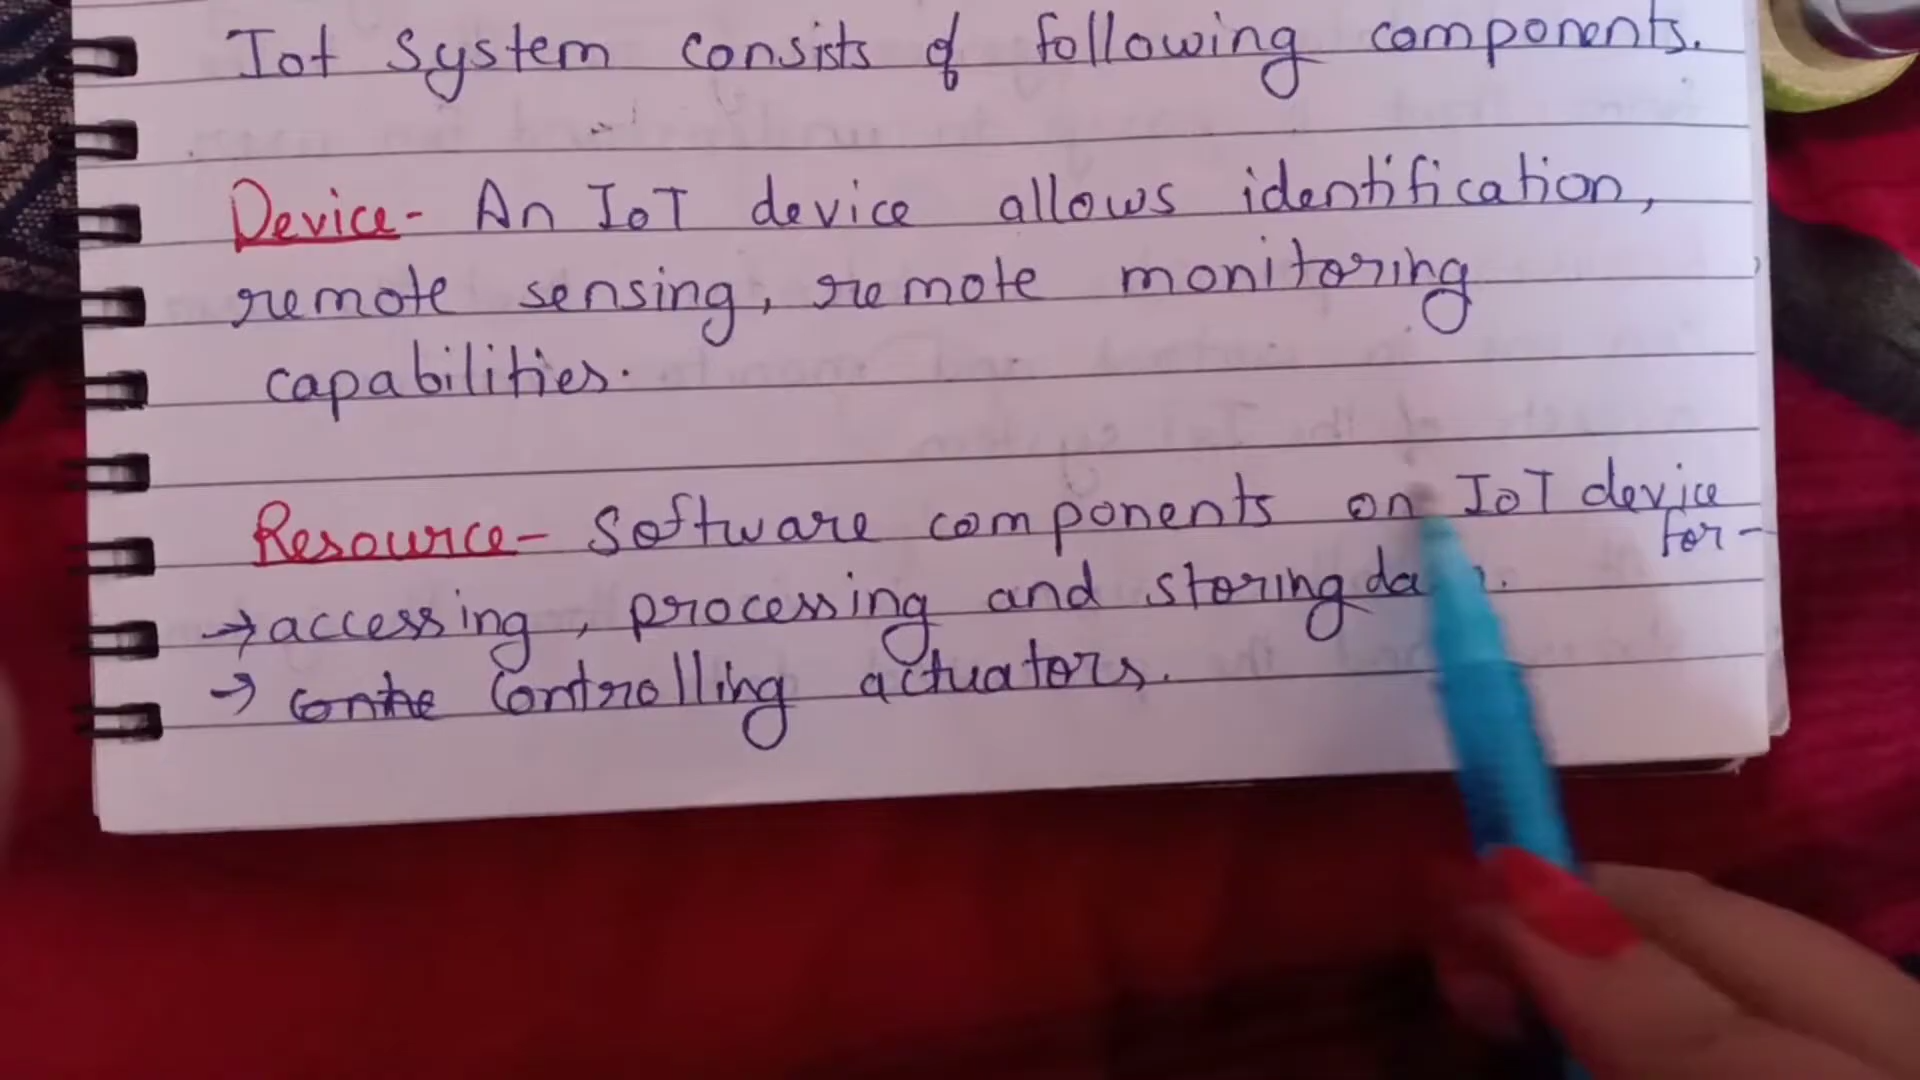 Iot system consists of following components.
Device- An IoT device allows identification,
remote sensing, remote monitoring
capabilities.
Resource- Software components on IoT device
for-
→ accessing, processing and storing
→ conthe Controlling actuators.